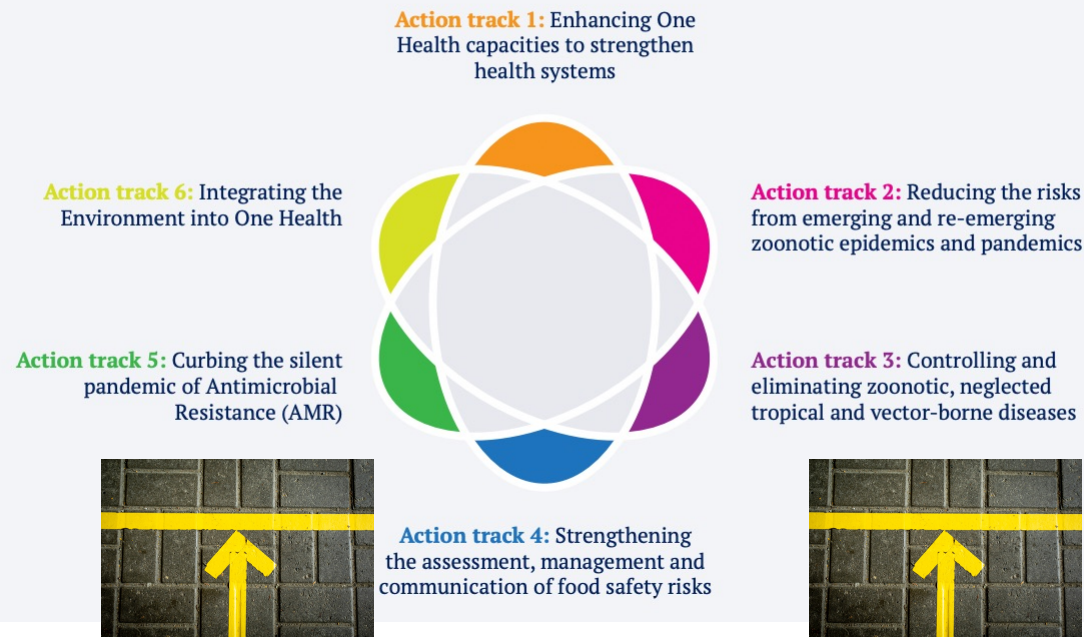 Action track 1: Enhancing One
Health capacities to strengthen
health systems
Action track 6: Integrating the
Environment into One Health
Action track 2: Reducing the risks
from emerging and re-emerging
zoonotic epidemics and pandemics
Action track 5: Curbing the silent
pandemic of Antimicrobial
Resistance (AMR)
Action track 3: Controlling and
eliminating zoonotic, neglected
tropical and vector-borne diseases
Action track 4: Strengthening
the assessment, management and
communication of food safety risks